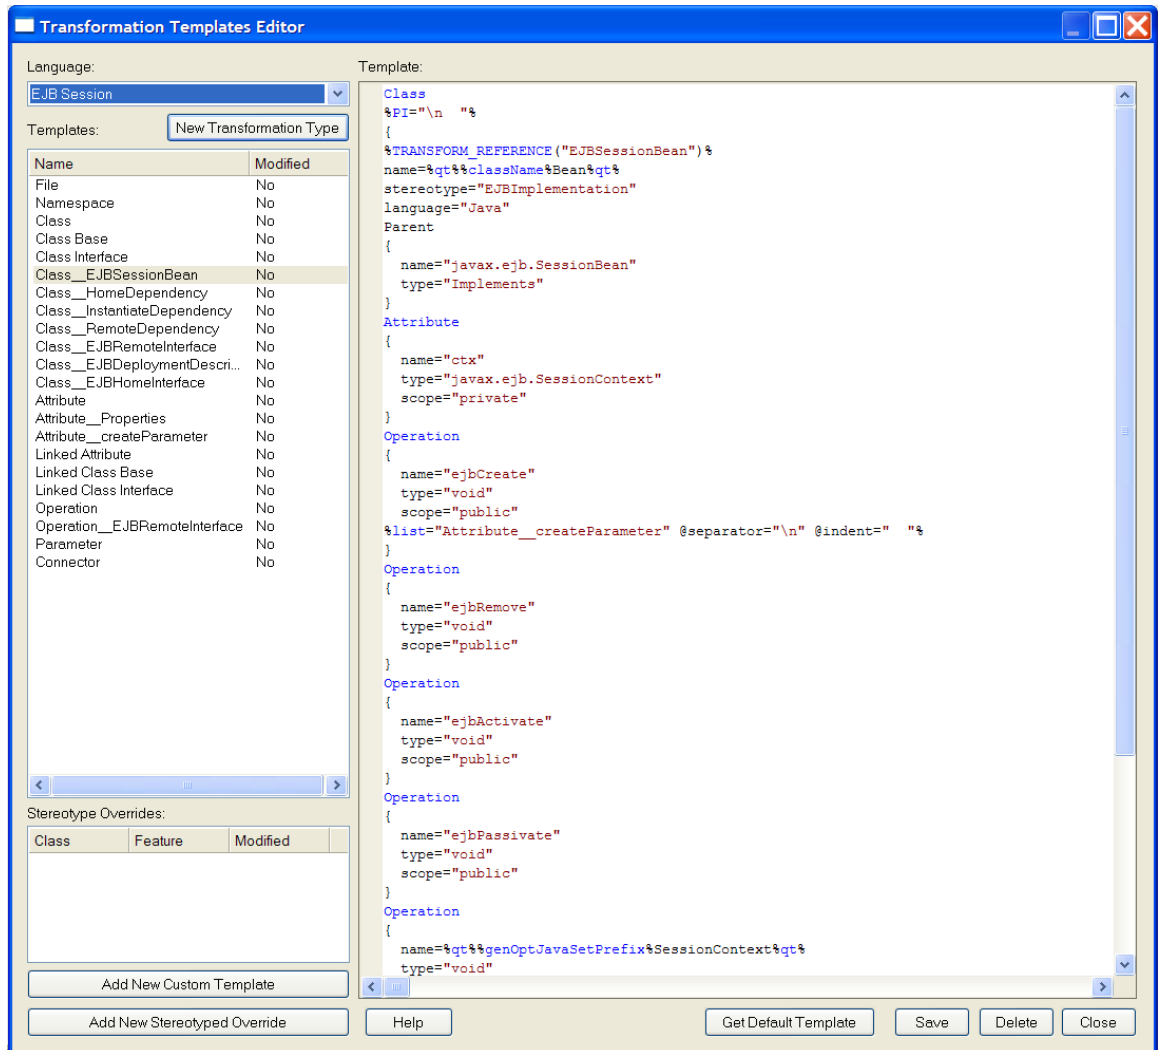 Transformation Templates Editor
Language:
EJB Session
Templates:
New Transformation Type
Name Modified
File No
Namespace No
Class No
Class Base No
Class Interface No
Class__EJBSessionBean No
Class__HomeDependency No
Class__InstantiateDependency No
Class__RemoteDependency No
Class__EJBRemoteInterface No
Class__EJBDeploymentDescri... No
Class__EJBHomeInterface No
Attribute No
Attribute__Properties No
Attribute__createParameter No
Linked Attribute No
Linked Class Base No
Linked Class Interface No
Operation No
Operation__EJBRemoteInterface No
Parameter No
Connector No
Stereotype Overrides:
Class Feature Modified
Add New Custom Template
Add New Stereotyped Override
Template:
Class
%PI="\n  "%
{
%TRANSFORM_REFERENCE("EJBSessionBean")%
name=%qt%%className%Bean%qt%
stereotype="EJBImplementation"
language="Java"
Parent
{
  name="javax.ejb.SessionBean"
  type="Implements"
}
Attribute
{
  name="ctx"
  type="javax.ejb.SessionContext"
  scope="private"
}
Operation
{
  name="ejbCreate"
  type="void"
  scope="public"
%list="Attribute__createParameter" @separator="\n" @indent="  "%
}
Operation
{
  name="ejbRemove"
  type="void"
  scope="public"
}
Operation
{
  name="ejbActivate"
  type="void"
  scope="public"
}
Operation
{
  name="ejbPassivate"
  type="void"
  scope="public"
}
Operation
{
  name=%qt%%genOptJavaSetPrefix%SessionContext%qt%
  type="void"
Help
Get Default Template
Save
Delete
Close